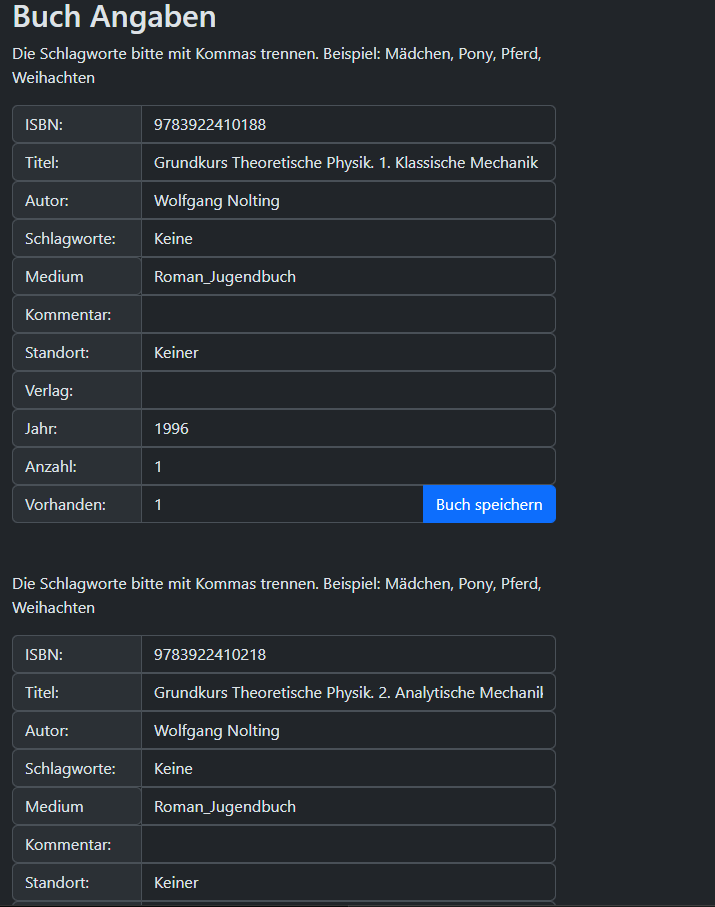 Buch Angaben
Die Schlagworte bitte mit Kommas trennen. Beispiel: Mädchen, Pony, Pferd,
Weihachten
ISBN: 9783922410188
Titel: Grundkurs Theoretische Physik. 1. Klassische Mechanik
Autor: Wolfgang Nolting
Schlagworte: Keine
Medium Roman_Jugendbuch
Kommentar:
Standort: Keiner
Verlag:
Jahr: 1996
Anzahl: 1
Vorhanden: 1 Buch speichern
Die Schlagworte bitte mit Kommas trennen. Beispiel: Mädchen, Pony, Pferd,
Weihachten
ISBN: 9783922410218
Titel: Grundkurs Theoretische Physik. 2. Analytische Mechanik
Autor: Wolfgang Nolting
Schlagworte: Keine
Medium Roman_Jugendbuch
Kommentar:
Standort: Keiner